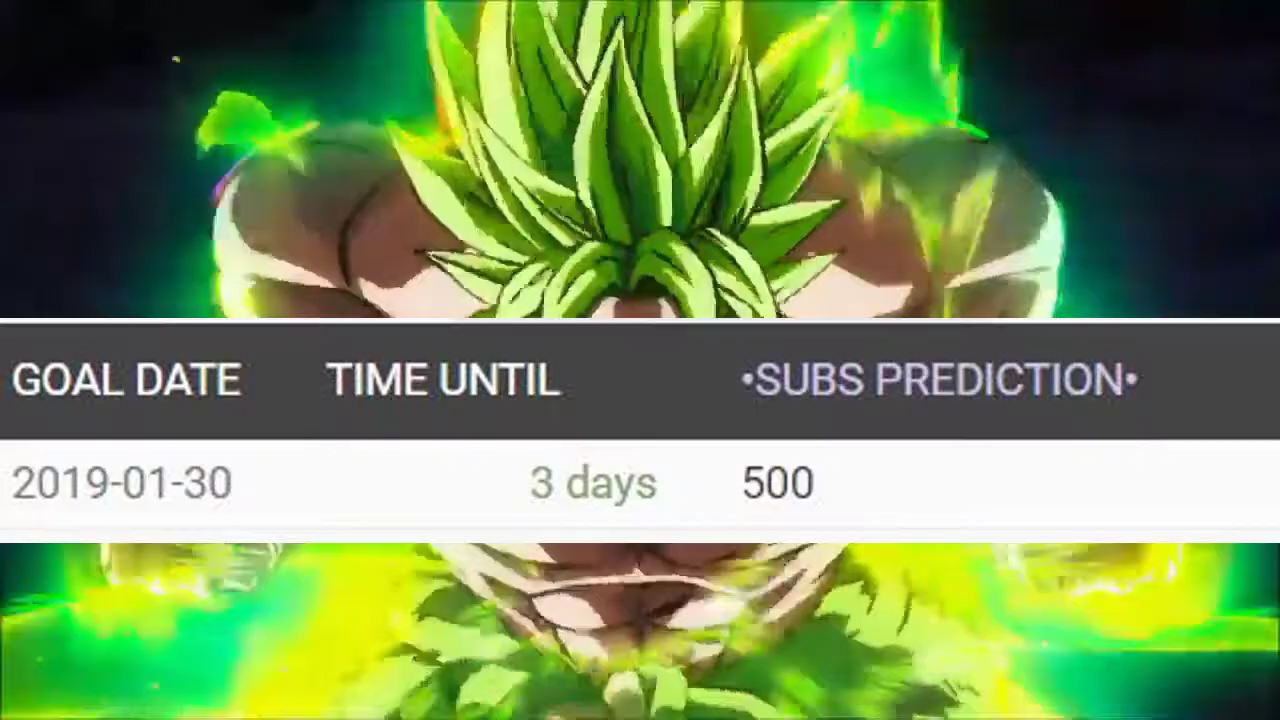 GOAL DATE TIME UNTIL •SUBS PREDICTION•
2019-01-30 3 days 500